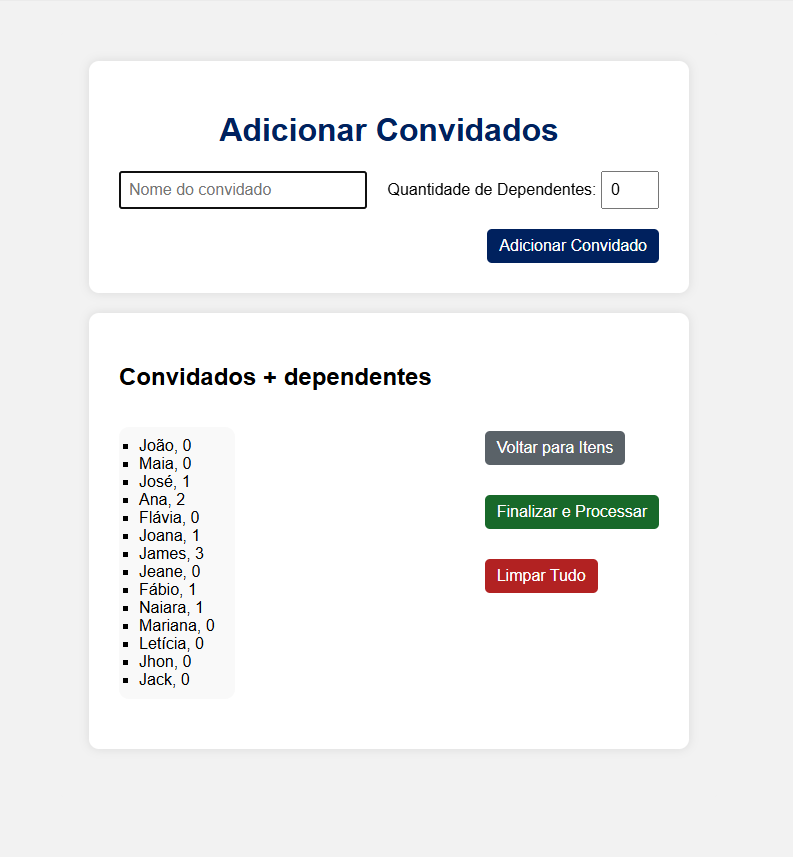 Adicionar Convidados
Nome do convidado
Quantidade de Dependentes: 0
Adicionar Convidado
Convidados + dependentes
João, 0
Maia, 0
José, 1
Ana, 2
Flávia, 0
Joana, 1
James, 3
Jeane, 0
Fábio, 1
Naiara, 1
Mariana, 0
Letícia, 0
Jhon, 0
Jack, 0
Voltar para Itens
Finalizar e Processar
Limpar Tudo